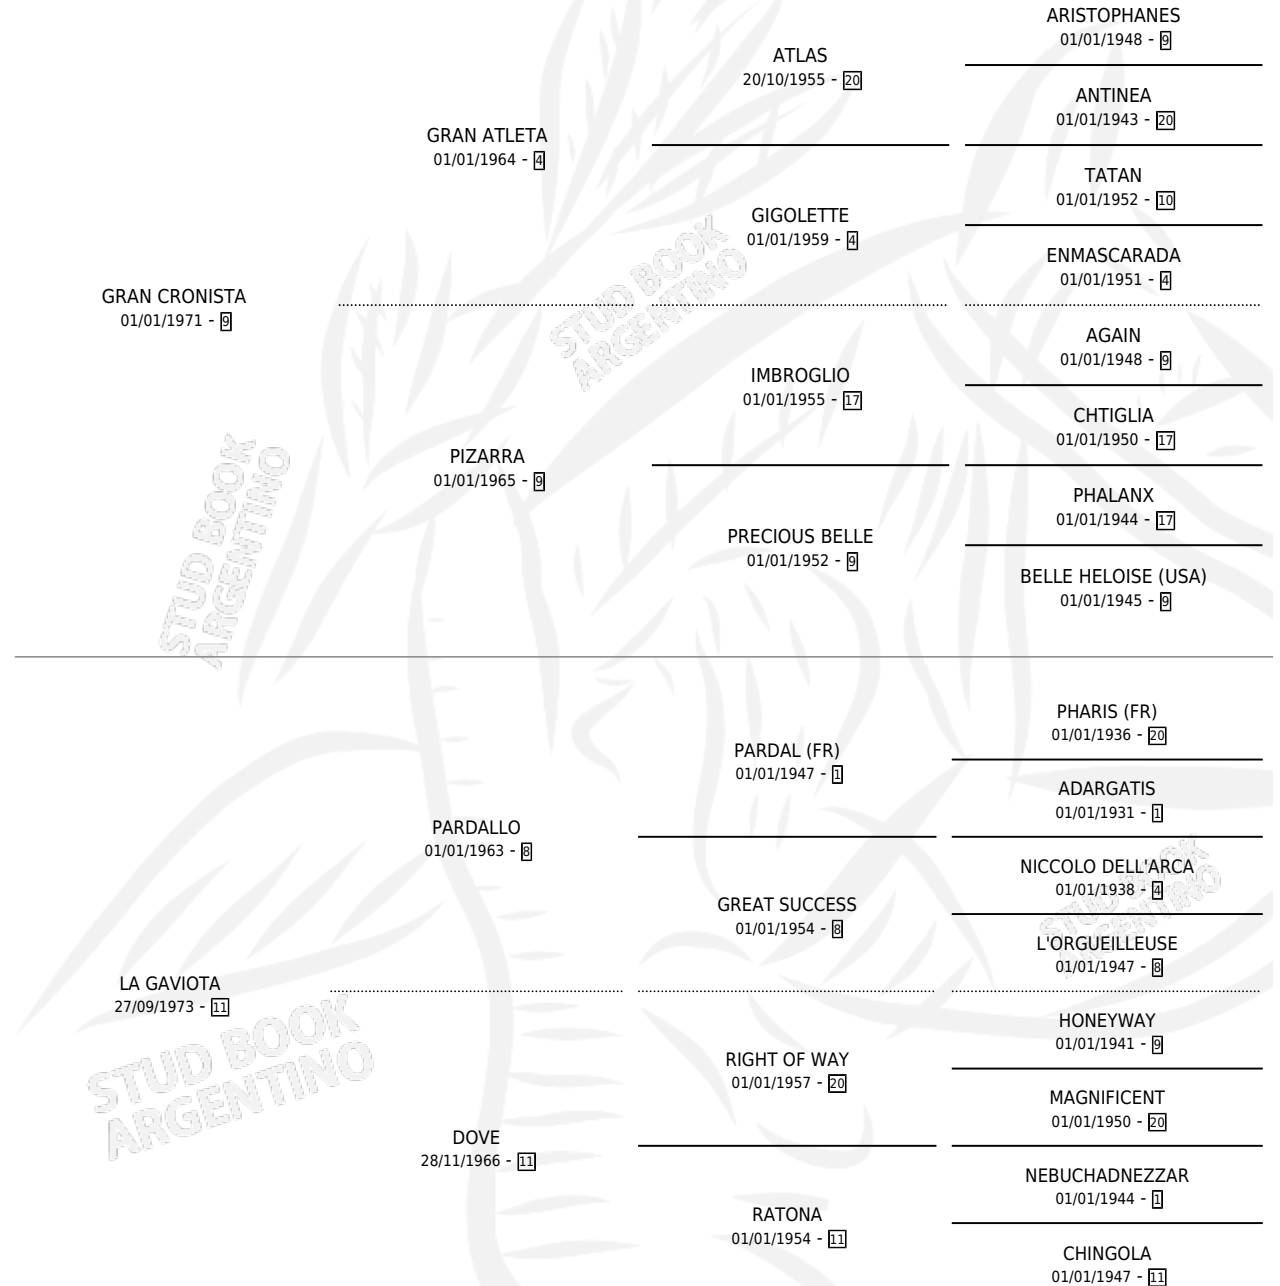 ARISTOPHANES
01/01/1948 - 9
ATLAS
20/10/1955 - 20
ANTINEA
01/01/1943 - 20
GRAN ATLETA
01/01/1964 - 4
TATAN
01/01/1952 - 10
GIGOLETTE
01/01/1959 - 4
ENMASCARADA
01/01/1951 - 4
GRAN CRONISTA
01/01/1971 - 9
AGAIN
01/01/1948 - 9
IMBROGLIO
01/01/1955 - 17
CHTIGLIA
01/01/1950 - 17
PIZARRA
01/01/1965 - 9
PHALANX
01/01/1944 - 17
PRECIOUS BELLE
01/01/1952 - 9
BELLE HELOISE (USA)
01/01/1945 - 9
STUD BOOK
ARGENTINO
STUD BOOK
ARGENTINO
PHARIS (FR)
01/01/1936 - 20
PARDAL (FR)
01/01/1947 - 1
ADARGATIS
01/01/1931 - 1
PARDALLO
01/01/1963 - 8
NICCOLO DELL'ARCA
01/01/1938 - 4
GREAT SUCCESS
01/01/1954 - 8
L'ORGUEILLEUSE
01/01/1947 - 8
LA GAVIOTA
27/09/1973 - 11
HONEYWAY
01/01/1941 - 9
RIGHT OF WAY
01/01/1957 - 20
MAGNIFICENT
01/01/1950 - 20
DOVE
28/11/1966 - 11
NEBUCHADNEZZAR
01/01/1944 - 1
RATONA
01/01/1954 - 11
CHINGOLA
01/01/1947 - 11
STUD BOOK
ARGENTINO
STUD BOOK
ARGENTINO